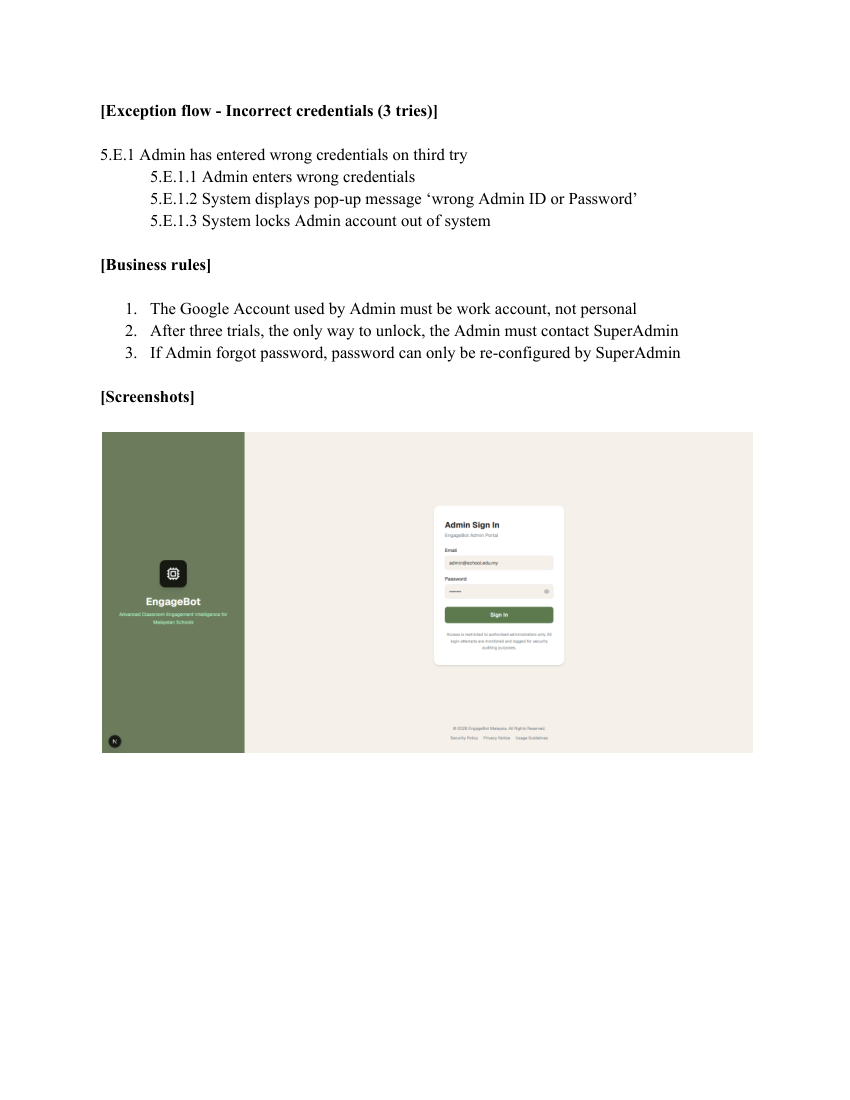 [Exception flow - Incorrect credentials (3 tries)]
5.E.1 Admin has entered wrong credentials on third try
5.E.1.1 Admin enters wrong credentials
5.E.1.2 System displays pop-up message ‘wrong Admin ID or Password’
5.E.1.3 System locks Admin account out of system
[Business rules]
1. The Google Account used by Admin must be work account, not personal
2. After three trials, the only way to unlock, the Admin must contact SuperAdmin
3. If Admin forgot password, password can only be re-configured by SuperAdmin
[Screenshots]
EngageBot
Advanced Classroom Engagement Intelligence for
Malaysian Schools
N
Admin Sign In
EngageBot Admin Portal
Email
admin@school.edu.my
Password
Sign In
Access is restricted to authorised administrators only. All
login attempts are monitored and logged for security
auditing purposes.
© 2026 EngageBot Malaysia. All Rights Reserved.
Security Policy Privacy Notice Usage Guidelines